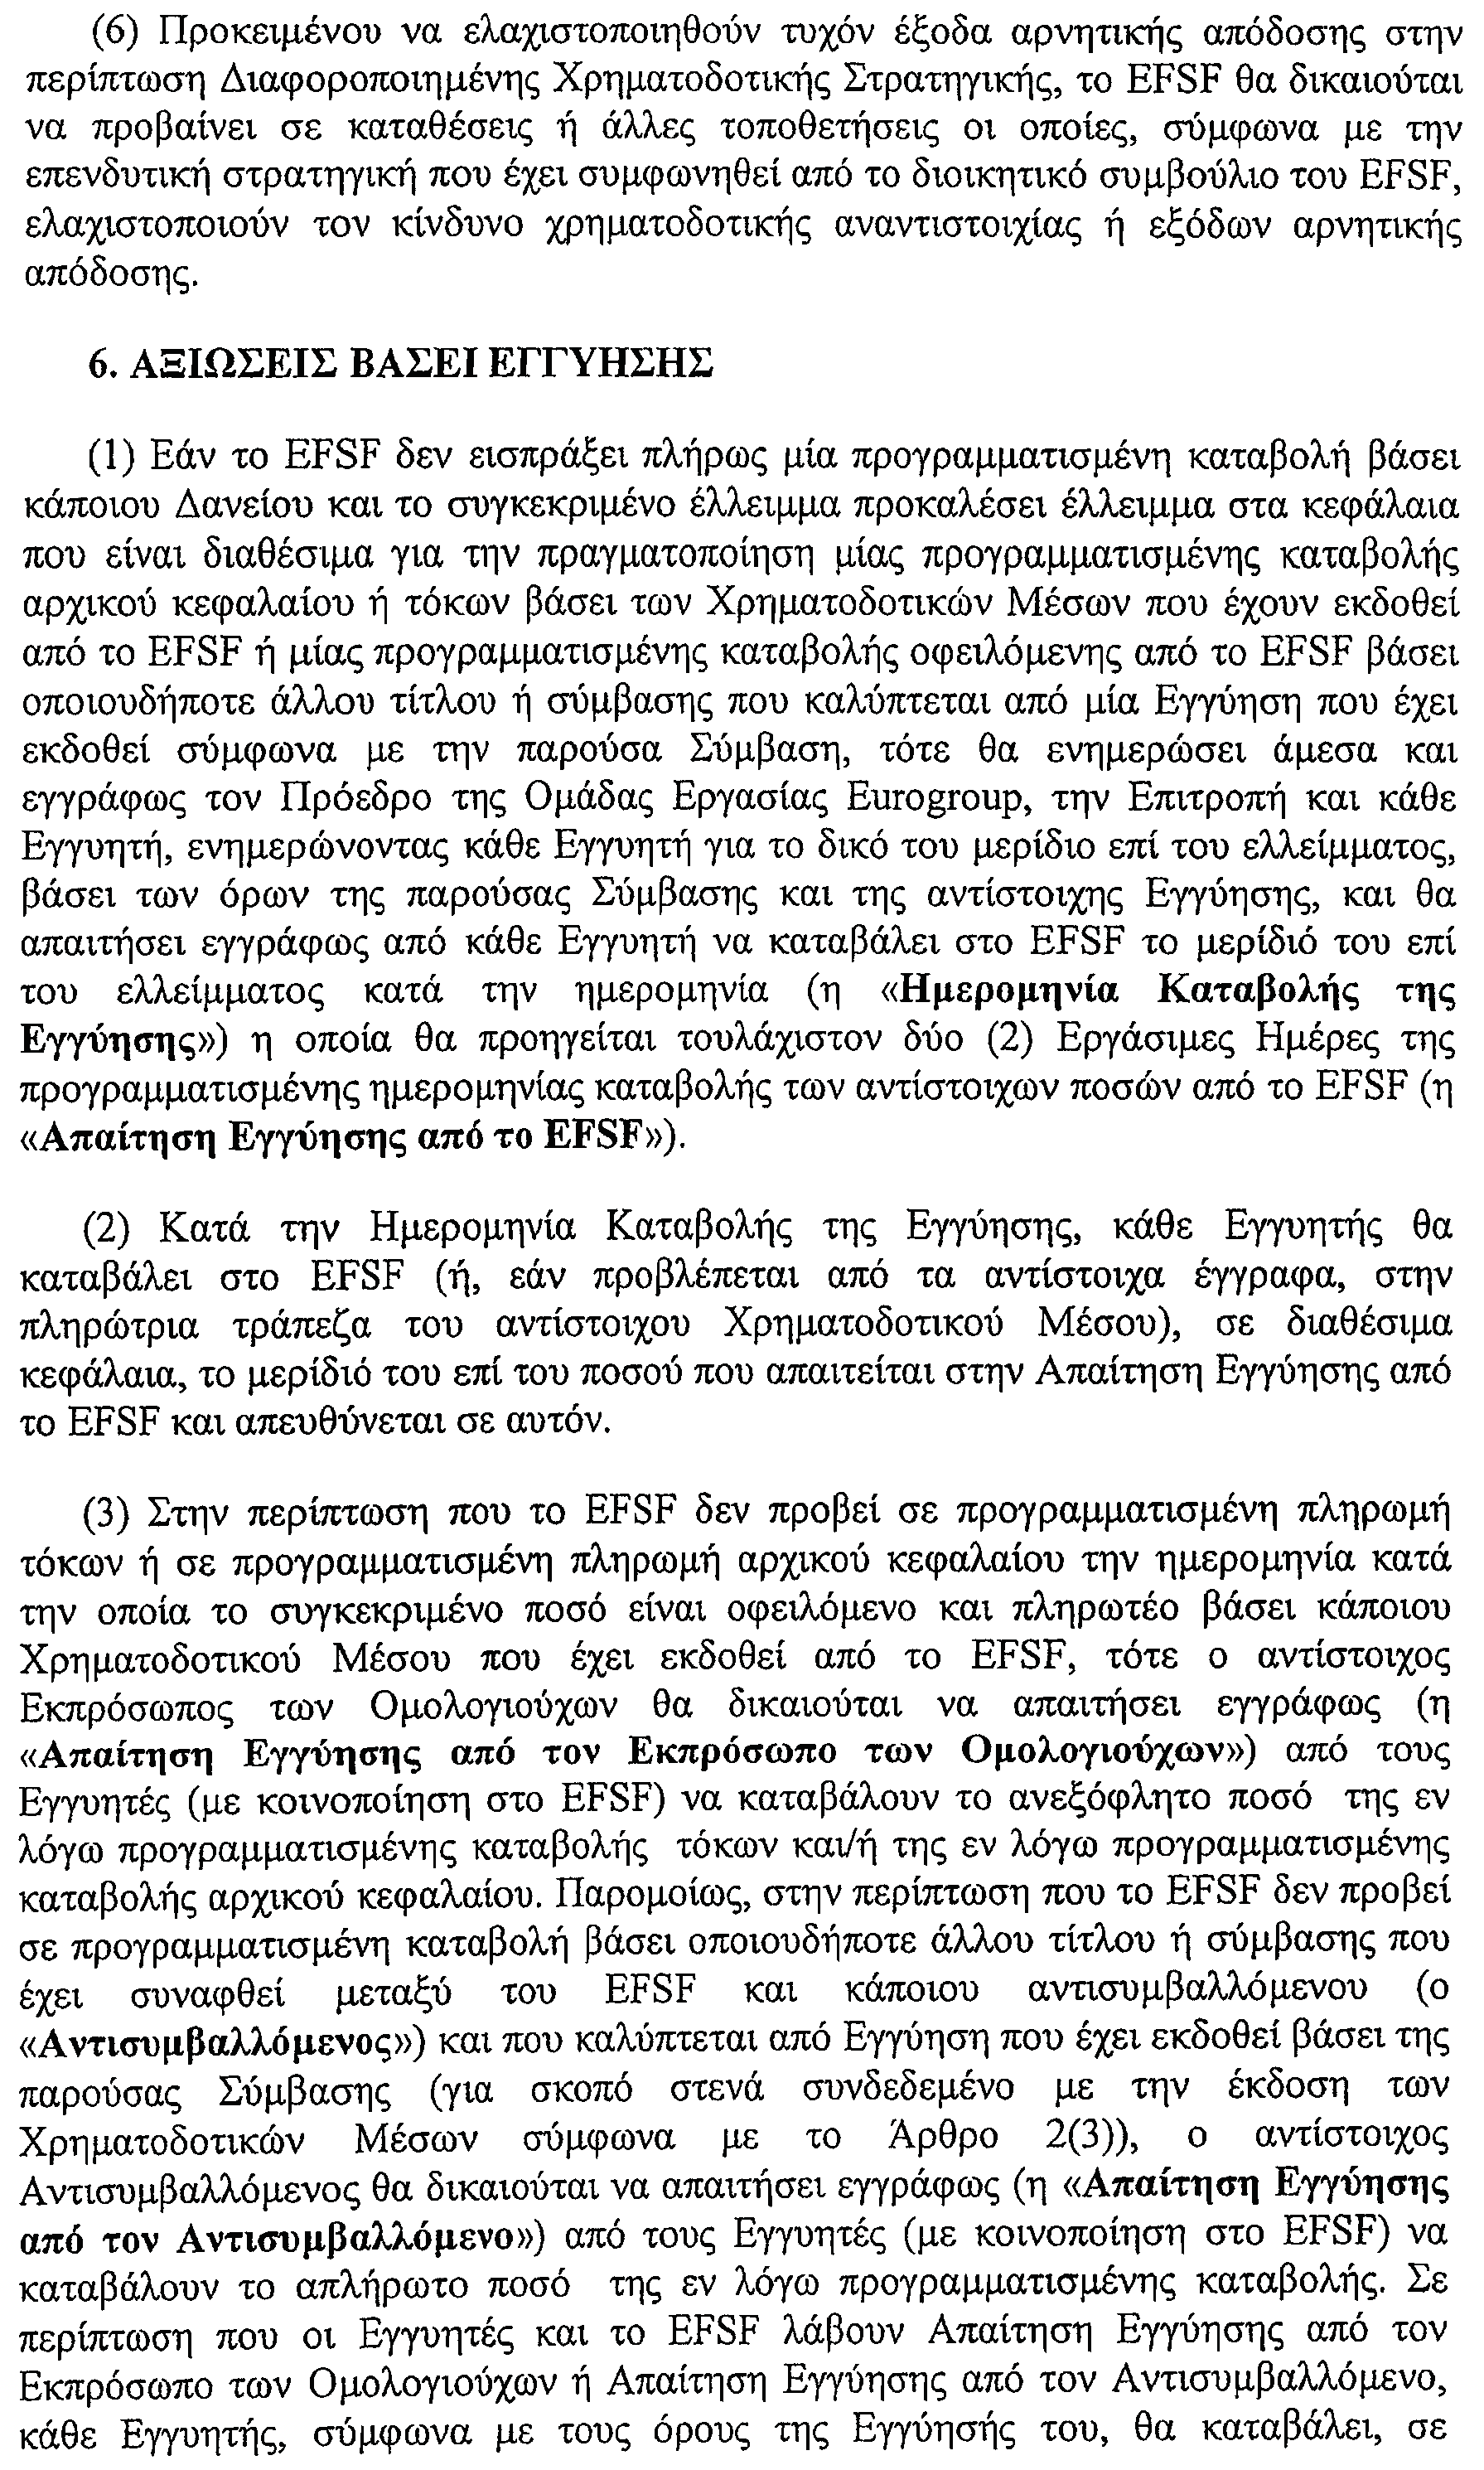 (6) Προκειμένου να ελαχιστοποιηθούν τυχόν έξοδα αρνητικής απόδοσης στην
περίπτωση Διαφοροποιημένης Χρηματοδοτικής Στρατηγικής, το EFSF θα δικαιούται
να προβαίνει σε καταθέσεις ή άλλες τοποθετήσεις οι οποίες, σύμφωνα με την
επενδυτική στρατηγική που έχει συμφωνηθεί από το διοικητικό συμβούλιο του EFSF,
ελαχιστοποιούν τον κίνδυνο χρηματοδοτικής αναντιστοιχίας ή εξόδων αρνητικής
απόδοσης.
6. ΑΞΙΩΣΕΙΣ ΒΑΣΕΙ ΕΓΓΥΗΣΗΣ
(1) Εάν το EFSF δεν εισπράξει πλήρως μία προγραμματισμένη καταβολή βάσει
κάποιου Δανείου και το συγκεκριμένο έλλειμμα προκαλέσει έλλειμμα στα κεφάλαια
που είναι διαθέσιμα για την πραγματοποίηση μίας προγραμματισμένης καταβολής
αρχικού κεφαλαίου ή τόκων βάσει των Χρηματοδοτικών Μέσων που έχουν εκδοθεί
από το EFSF ή μίας προγραμματισμένης καταβολής οφειλόμενης από το EFSF βάσει
οποιουδήποτε άλλου τίτλου ή σύμβασης που καλύπτεται από μία Εγγύηση που έχει
εκδοθεί σύμφωνα με την παρούσα Σύμβαση, τότε θα ενημερώσει άμεσα και
εγγράφως τον Πρόεδρο της Ομάδας Εργασίας Eurogroup, την Επιτροπή και κάθε
Εγγυητή, ενημερώνοντας κάθε Εγγυητή για το δικό του μερίδιο επί του ελλείμματος,
βάσει των όρων της παρούσας Σύμβασης και της αντίστοιχης Εγγύησης, και θα
απαιτήσει εγγράφως από κάθε Εγγυητή να καταβάλει στο EFSF το μερίδιό του επί
του ελλείμματος κατά την ημερομηνία (η «Ημερομηνία Καταβολής της
Εγγύησης») η οποία θα προηγείται τουλάχιστον δύο (2) Εργάσιμες Ημέρες της
προγραμματισμένης ημερομηνίας καταβολής των αντίστοιχων ποσών από το EFSF (η
«Απαίτηση Εγγύησης από το EFSF»).
(2) Κατά την Ημερομηνία Καταβολής της Εγγύησης, κάθε Εγγυητής θα
καταβάλει στο EFSF (ή, εάν προβλέπεται από τα αντίστοιχα έγγραφα, στην
πληρώτρια τράπεζα του αντίστοιχου Χρηματοδοτικού Μέσου), σε διαθέσιμα
κεφάλαια, το μερίδιό του επί του ποσού που απαιτείται στην Απαίτηση Εγγύησης από
το EFSF και απευθύνεται σε αυτόν.
(3) Στην περίπτωση που το EFSF δεν προβεί σε προγραμματισμένη πληρωμή
τόκων ή σε προγραμματισμένη πληρωμή αρχικού κεφαλαίου την ημερομηνία κατά
την οποία το συγκεκριμένο ποσό είναι οφειλόμενο και πληρωτέο βάσει κάποιου
Χρηματοδοτικού Μέσου που έχει εκδοθεί από το EFSF, τότε ο αντίστοιχος
Εκπρόσωπος των Ομολογιούχων θα δικαιούται να απαιτήσει εγγράφως (η
«Απαίτηση Εγγύησης από τον Εκπρόσωπο των Ομολογιούχων») από τους
Εγγυητές (με κοινοποίηση στο EFSF) να καταβάλουν το ανεξόφλητο ποσό της εν
λόγω προγραμματισμένης καταβολής τόκων και/ή της εν λόγω προγραμματισμένης
καταβολής αρχικού κεφαλαίου. Παρομοίως, στην περίπτωση που το EFSF δεν προβεί
σε προγραμματισμένη καταβολή βάσει οποιουδήποτε άλλου τίτλου ή σύμβασης που
έχει συναφθεί μεταξύ του EFSF και κάποιου αντισυμβαλλόμενου (ο
«Αντισυμβαλλόμενος») και που καλύπτεται από Εγγύηση που έχει εκδοθεί βάσει της
παρούσας Σύμβασης (για σκοπό στενά συνδεδεμένο με την έκδοση των
Χρηματοδοτικών Μέσων σύμφωνα με το Άρθρο 2(3)), ο αντίστοιχος
Αντισυμβαλλόμενος θα δικαιούται να απαιτήσει εγγράφως (η «Απαίτηση Εγγύησης
από τον Αντισυμβαλλόμενο») από τους Εγγυητές (με κοινοποίηση στο EFSF) να
καταβάλουν το απλήρωτο ποσό της εν λόγω προγραμματισμένης καταβολής. Σε
περίπτωση που οι Εγγυητές και το EFSF λάβουν Απαίτηση Εγγύησης από τον
Εκπρόσωπο των Ομολογιούχων ή Απαίτηση Εγγύησης από τον Αντισυμβαλλόμενο,
κάθε Εγγυητής, σύμφωνα με τους όρους της Εγγύησής του, θα καταβάλει, σε